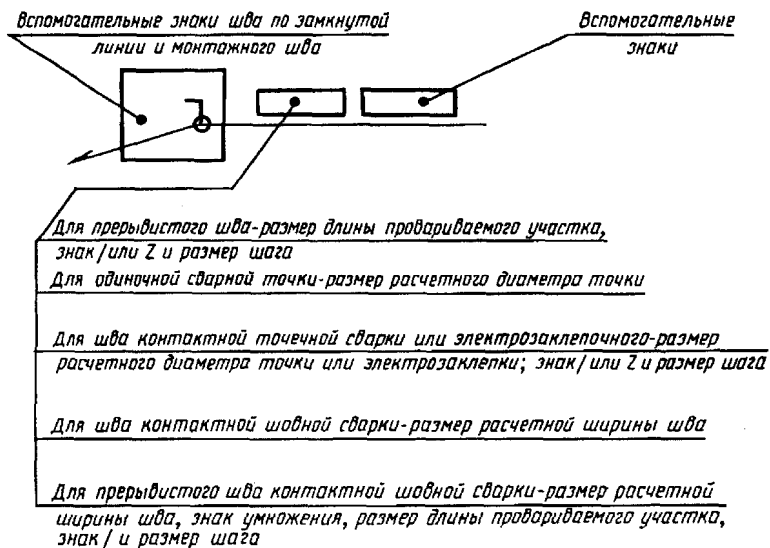 Вспомогательные знаки шва по замкнутой
линии и монтажного шва
Вспомогательные
знаки
Для прерывистого шва-размер длины провариваемого участка,
знак / или Z и размер шага
Для одиночной сварной точки-размер расчетного диаметра точки
Для шва контактной точечной сварки или электрозаклепочного-размер
расчетного диаметра точки или электрозаклепки; знак / или Z и размер шага
Для шва контактной шовной сварки-размер расчетной ширины шва
Для прерывистого шва контактной шовной сварки-размер расчетной
ширины шва, знак умножения, размер длины провариваемого участка,
знак / и размер шага